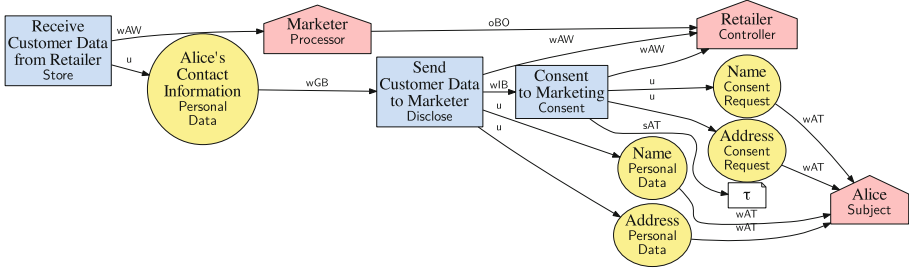 Receive
Customer Data
from Retailer
Store
wAW
u
Marketer
Processor
oBO
Alice's
Contact
Information
Personal
Data
wGB
Send
Customer Data
to Marketer
Disclose
wAW
wIB
u
u
Consent
to Marketing
Consent
wAW
u
u
sAT
Retailer
Controller
Name
Consent
Request
wAT
Address
Consent
Request
wAT
τ
Name
Personal
Data
wAT
Address
Personal
Data
wAT
Alice
Subject